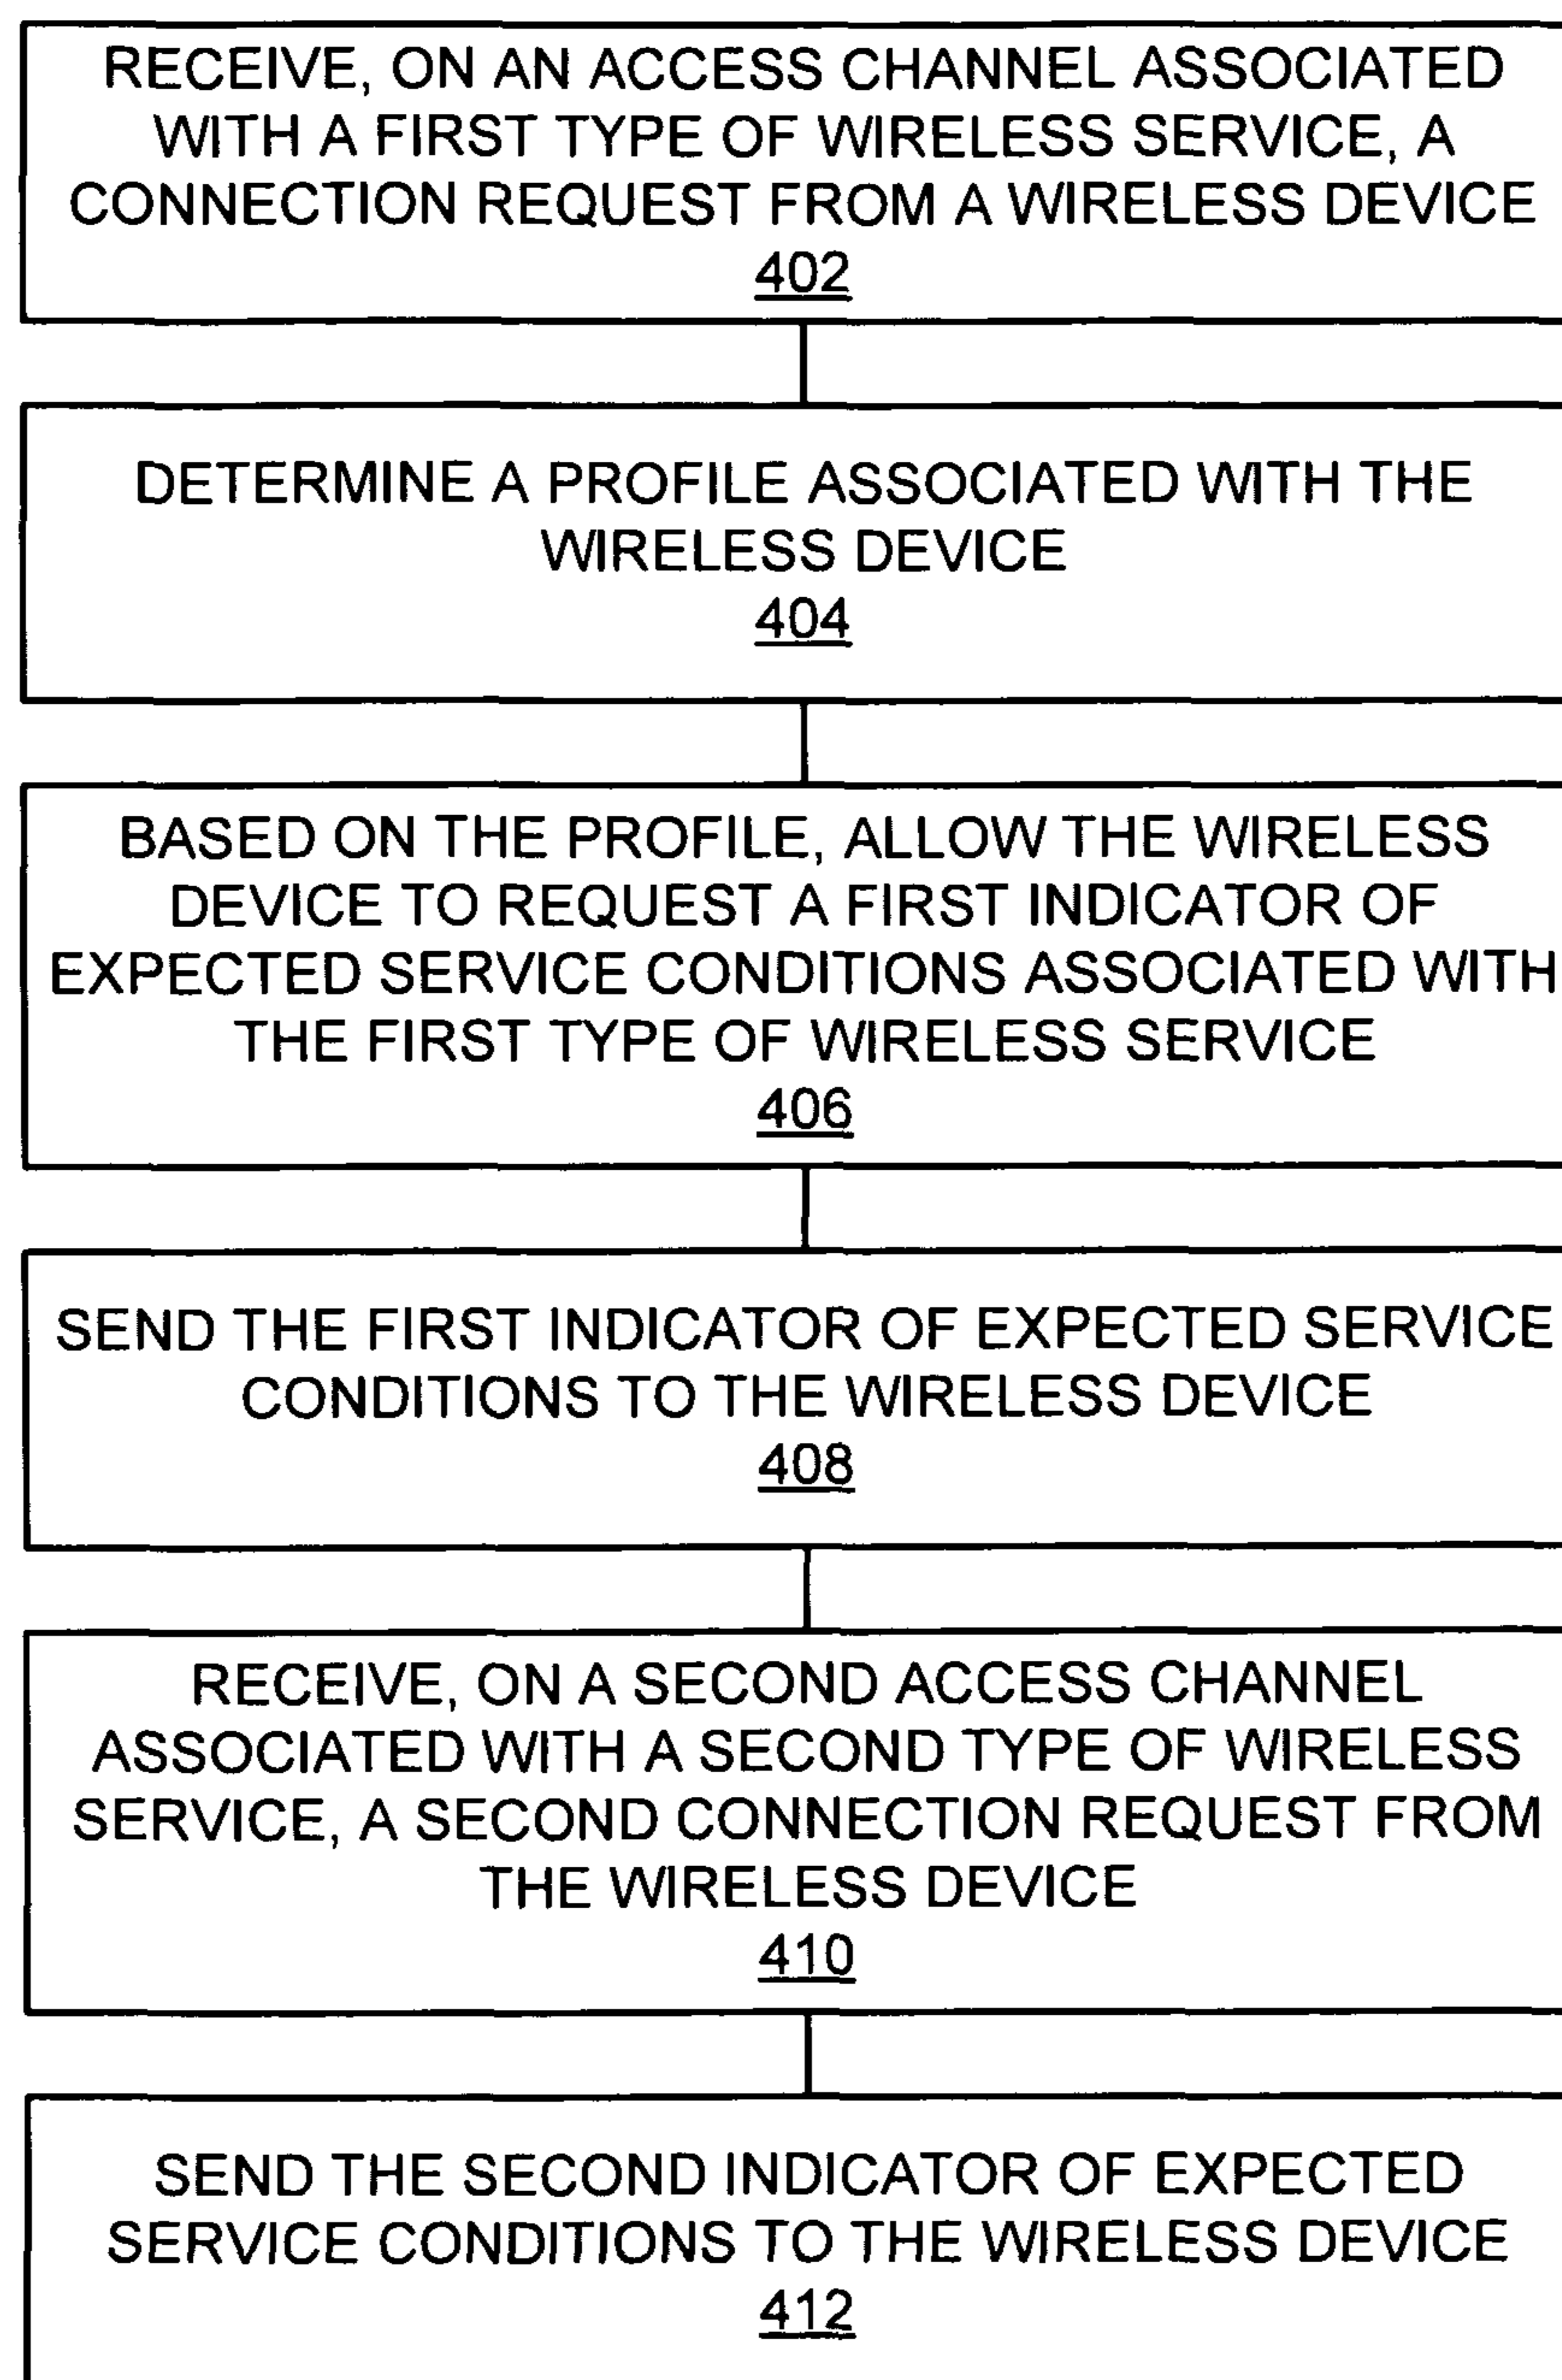 RECEIVE, ON AN ACCESS CHANNEL ASSOCIATED
WITH A FIRST TYPE OF WIRELESS SERVICE, A
CONNECTION REQUEST FROM A WIRELESS DEVICE
402
DETERMINE A PROFILE ASSOCIATED WITH THE
WIRELESS DEVICE
404
BASED ON THE PROFILE, ALLOW THE WIRELESS
DEVICE TO REQUEST A FIRST INDICATOR OF
EXPECTED SERVICE CONDITIONS ASSOCIATED WITH
THE FIRST TYPE OF WIRELESS SERVICE
406
SEND THE FIRST INDICATOR OF EXPECTED SERVICE
CONDITIONS TO THE WIRELESS DEVICE
408
RECEIVE, ON A SECOND ACCESS CHANNEL
ASSOCIATED WITH A SECOND TYPE OF WIRELESS
SERVICE, A SECOND CONNECTION REQUEST FROM
THE WIRELESS DEVICE
410
SEND THE SECOND INDICATOR OF EXPECTED
SERVICE CONDITIONS TO THE WIRELESS DEVICE
412